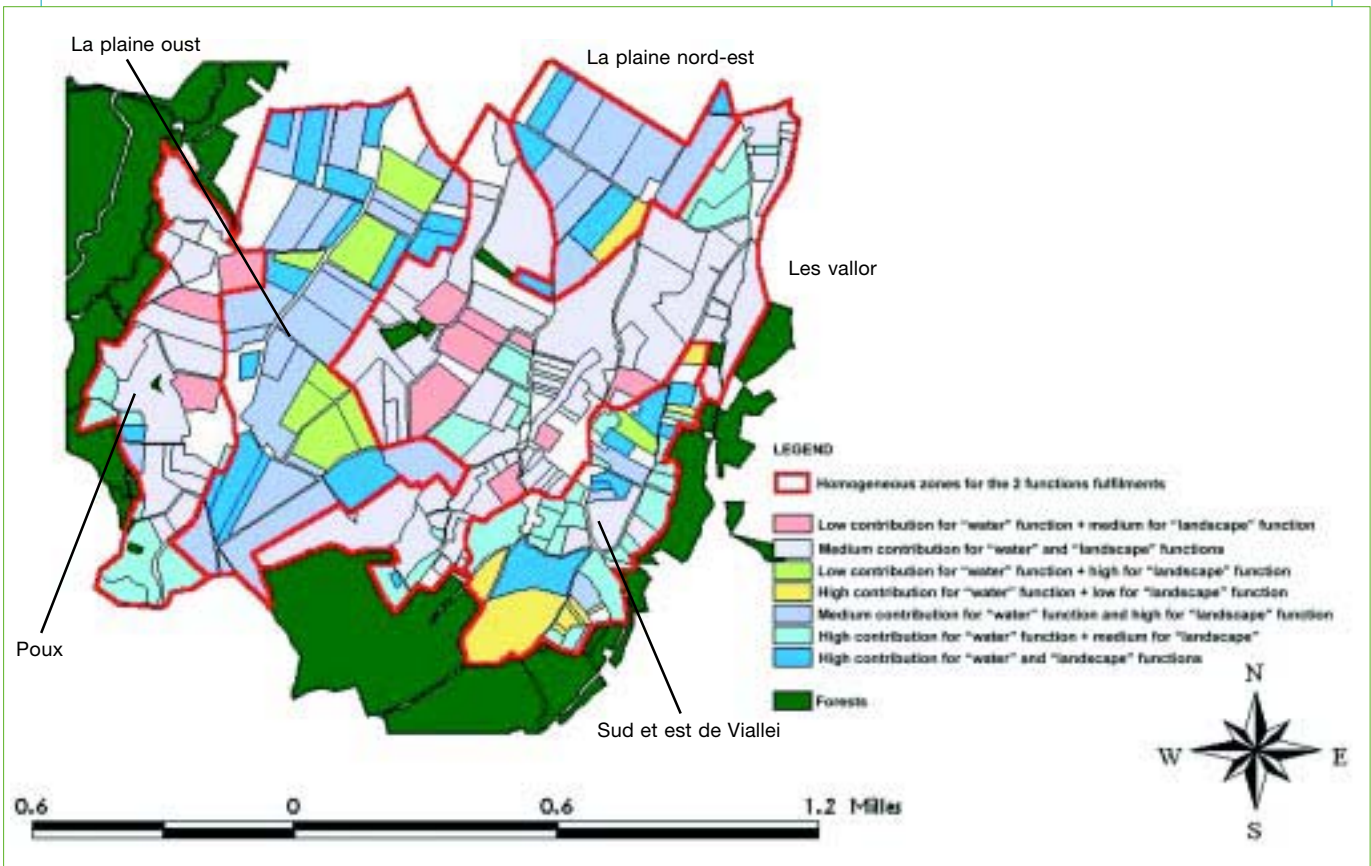 La plaine oust
La plaine nord-est
Les vallor
LEGEND
Homogeneous zones for the 2 functions fulfilments
Low contribution for "water" function + medium for "landscape" function
Medium contribution for "water" and "landscape" functions
Low contribution for "water" function + high for "landscape" function
High contribution for "water" function + low for "landscape" function
Medium contribution for "water" function and high for "landscape" function
High contribution for "water" function + medium for "landscape"
High contribution for "water" and "landscape" functions
Forests
Poux
Sud et est de Viallei
N
W E
S
0.6 0 0.6 1.2 Miles